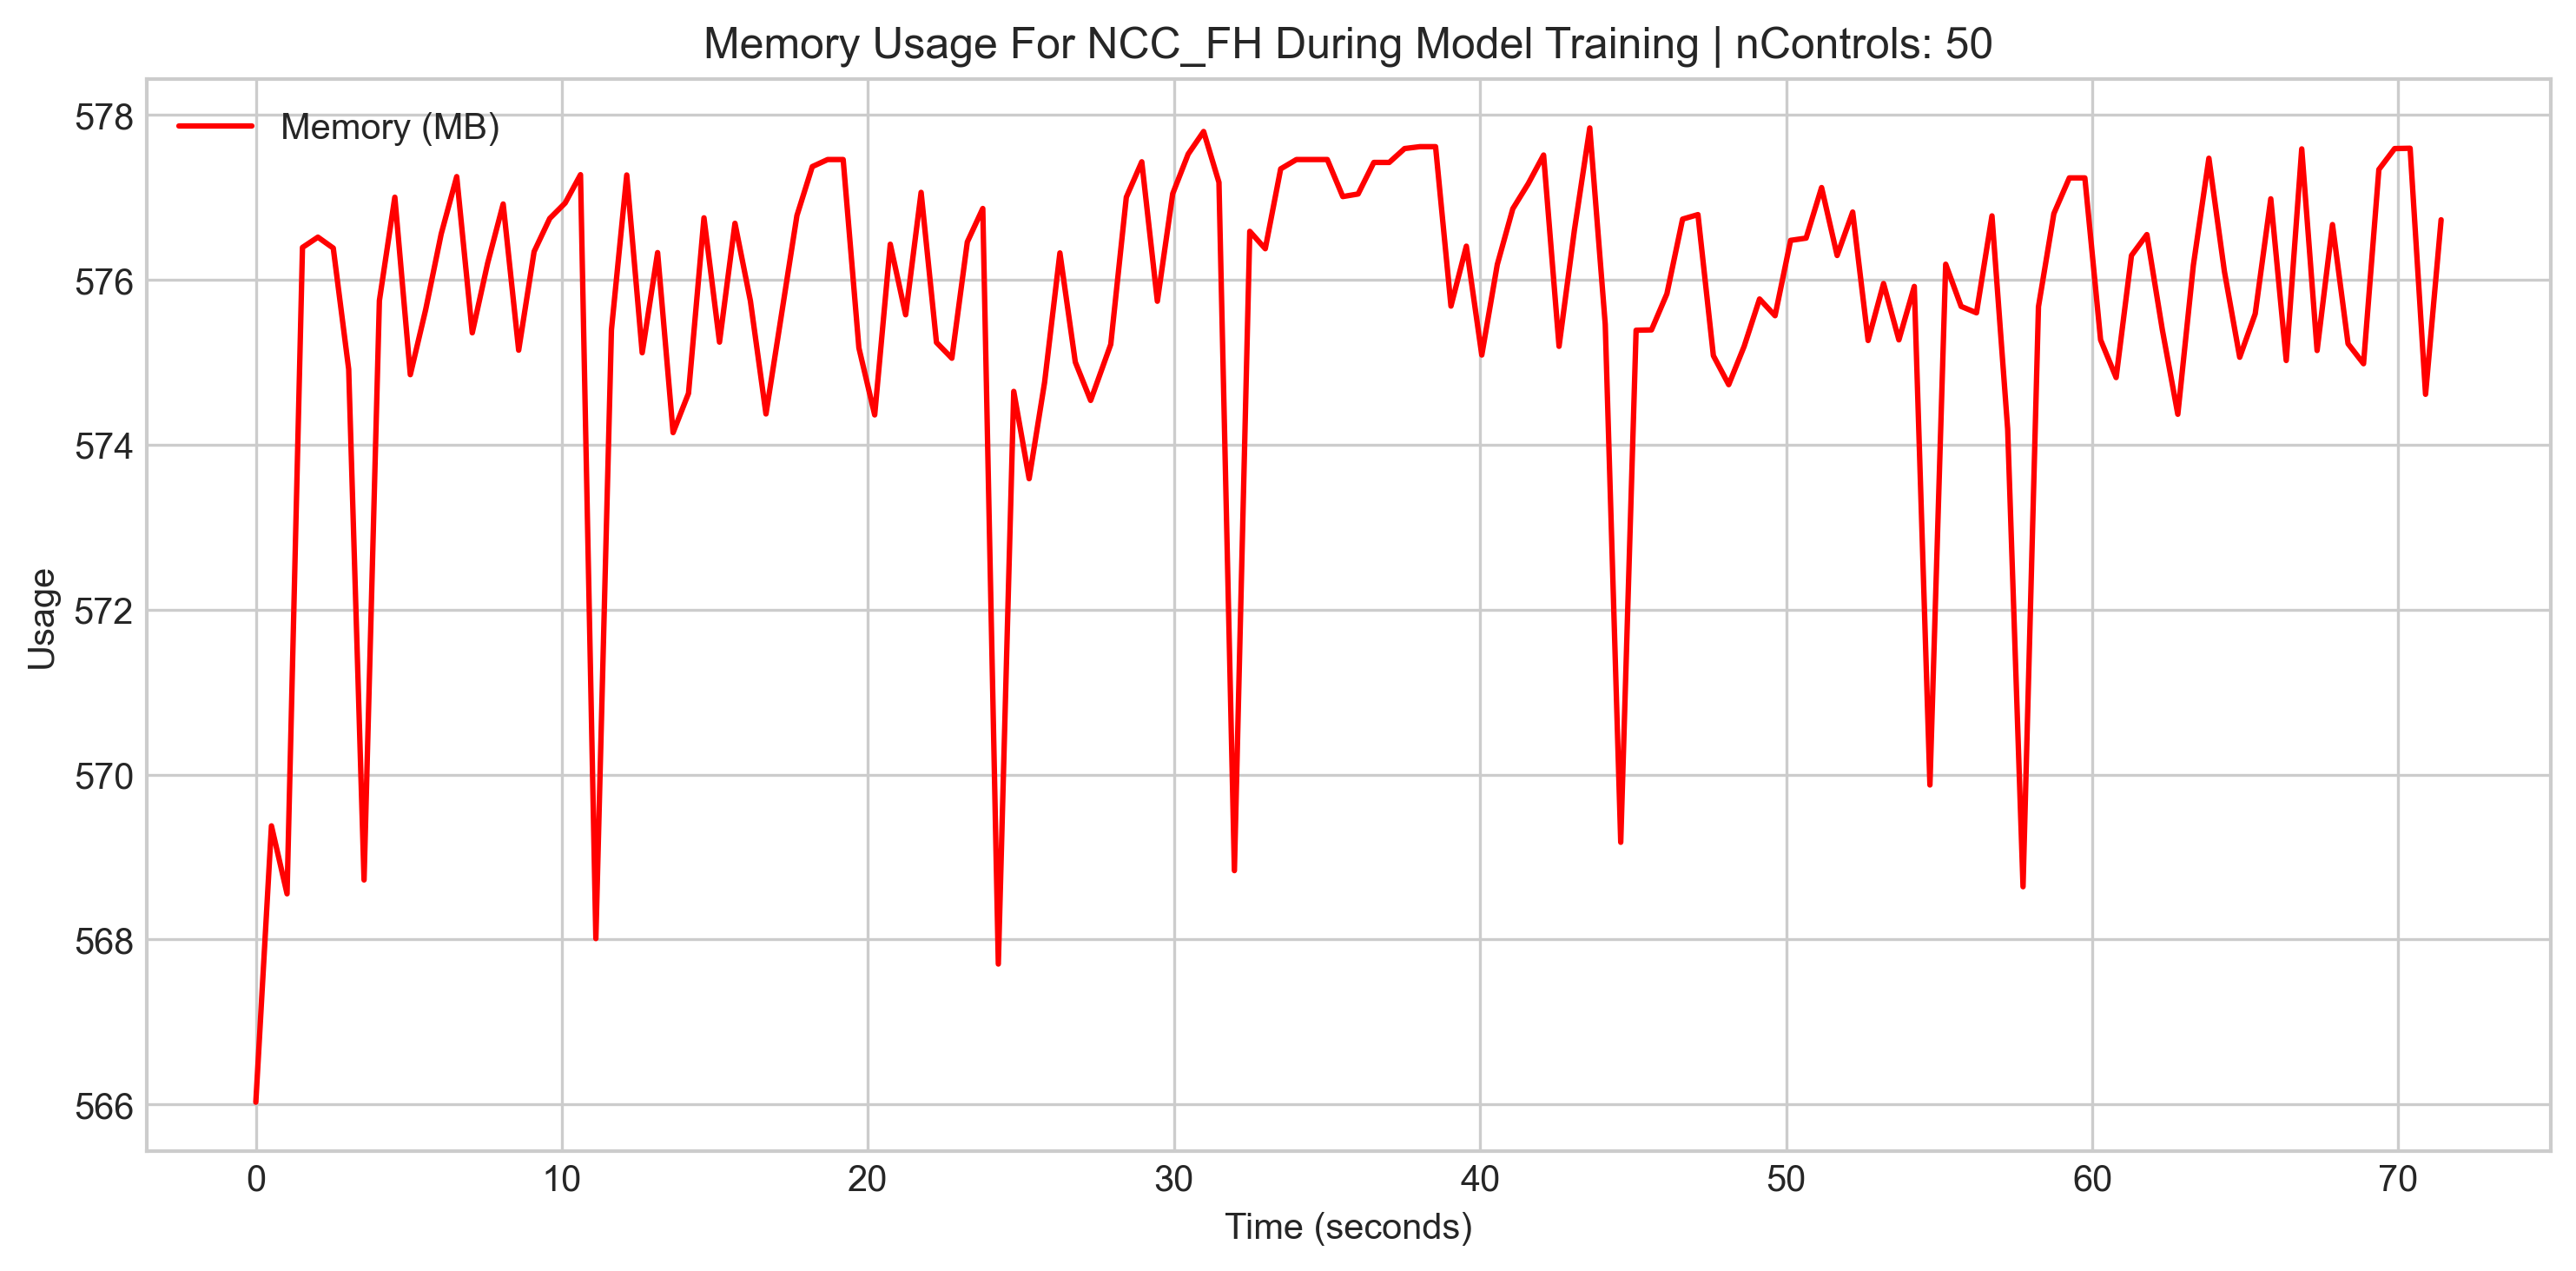 Memory Usage For NCC_FH During Model Training | nControls: 50
Memory (MB)
578
576
574
572
570
568
566
Usage
0 10 20 30 40 50 60 70
Time (seconds)